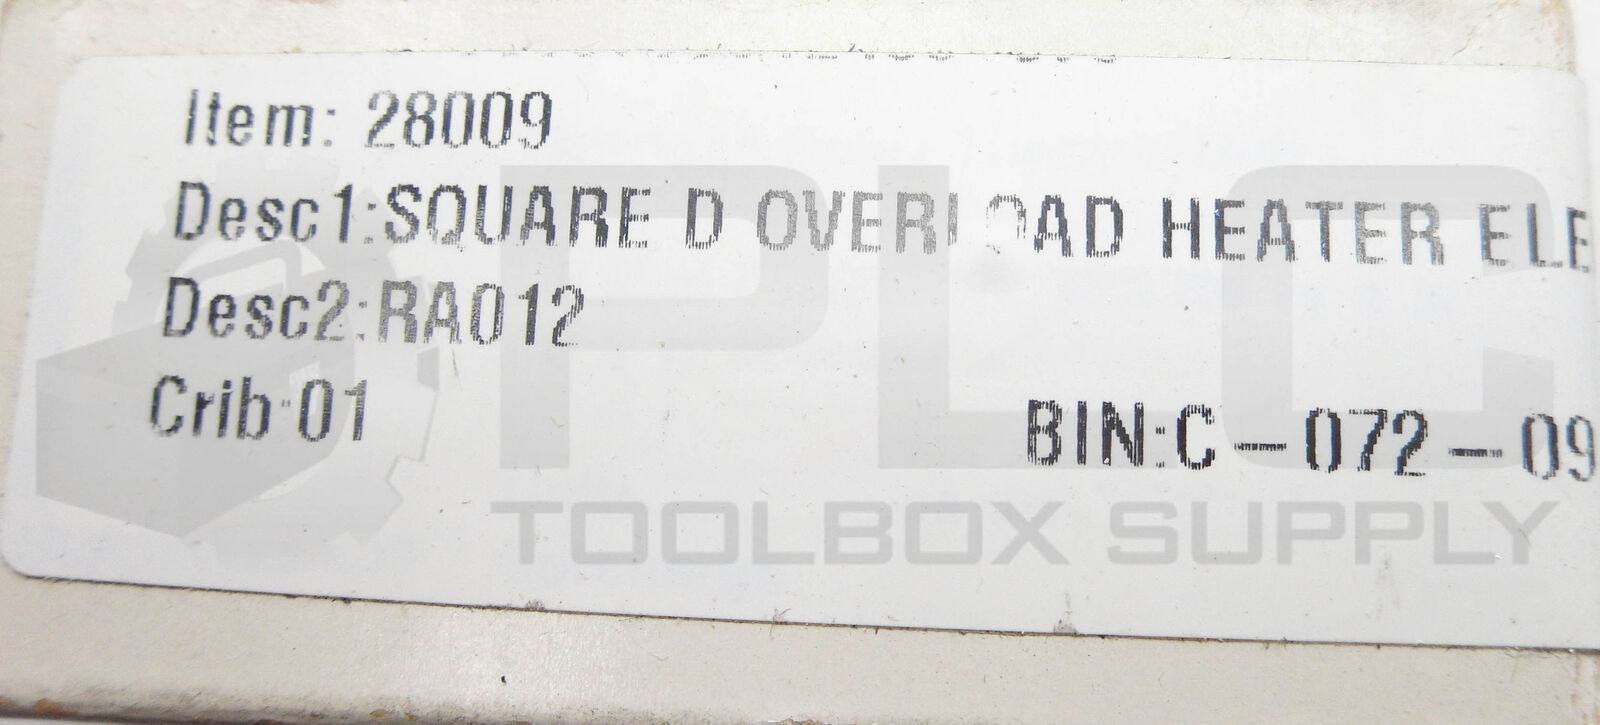 Item: 28009
Desc1:SQUARE D OVERLOAD HEATER ELE
Desc2:RA012
Crib 01
BIN:C-072-09
PLC
TOOLBOX SUPPLY